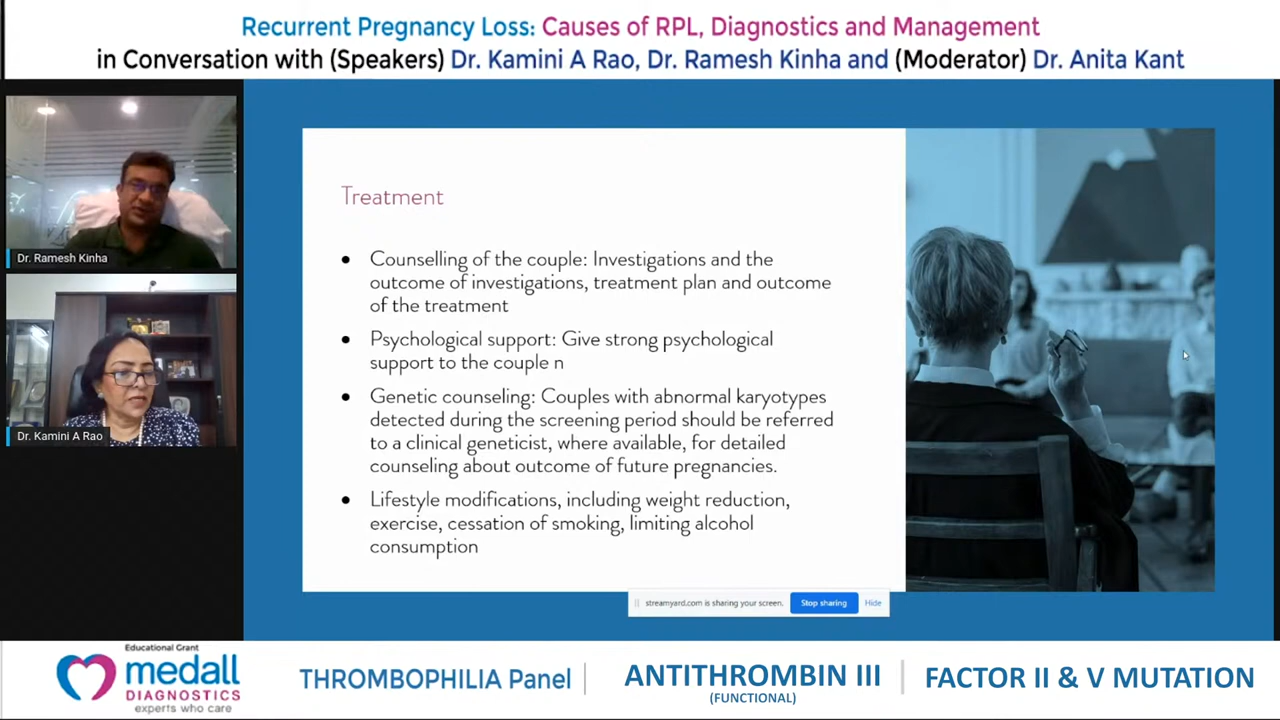 Recurrent Pregnancy Loss: Causes of RPL, Diagnostics and Management
in Conversation with (Speakers) Dr. Kamini A Rao, Dr. Ramesh Kinha and (Moderator) Dr. Anita Kant
Dr. Ramesh Kinha
Dr. Kamini A Rao
Treatment
• Counselling of the couple: Investigations and the
outcome of investigations, treatment plan and outcome
of the treatment
• Psychological support: Give strong psychological
support to the couple n
• Genetic counseling: Couples with abnormal karyotypes
detected during the screening period should be referred
to a clinical geneticist, where available, for detailed
counseling about outcome of future pregnancies.
• Lifestyle modifications, including weight reduction,
exercise, cessation of smoking, limiting alcohol
consumption
streamyard.com is sharing your screen. Stop sharing Hide
Educational Grant
medall
DIAGNOSTICS
experts who care
THROMBOPHILIA Panel
ANTITHROMBIN III
(FUNCTIONAL)
FACTOR II & V MUTATION